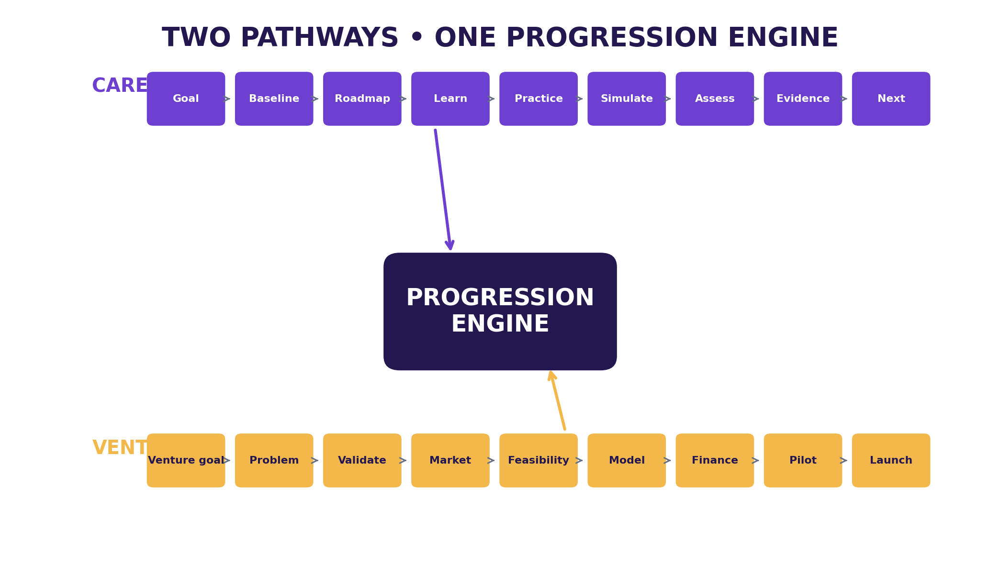 TWO PATHWAYS • ONE PROGRESSION ENGINE
CARE
Goal
Baseline
Roadmap
Learn
Practice
Simulate
Assess
Evidence
Next
PROGRESSION
ENGINE
VENT
Venture goal
Problem
Validate
Market
Feasibility
Model
Finance
Pilot
Launch